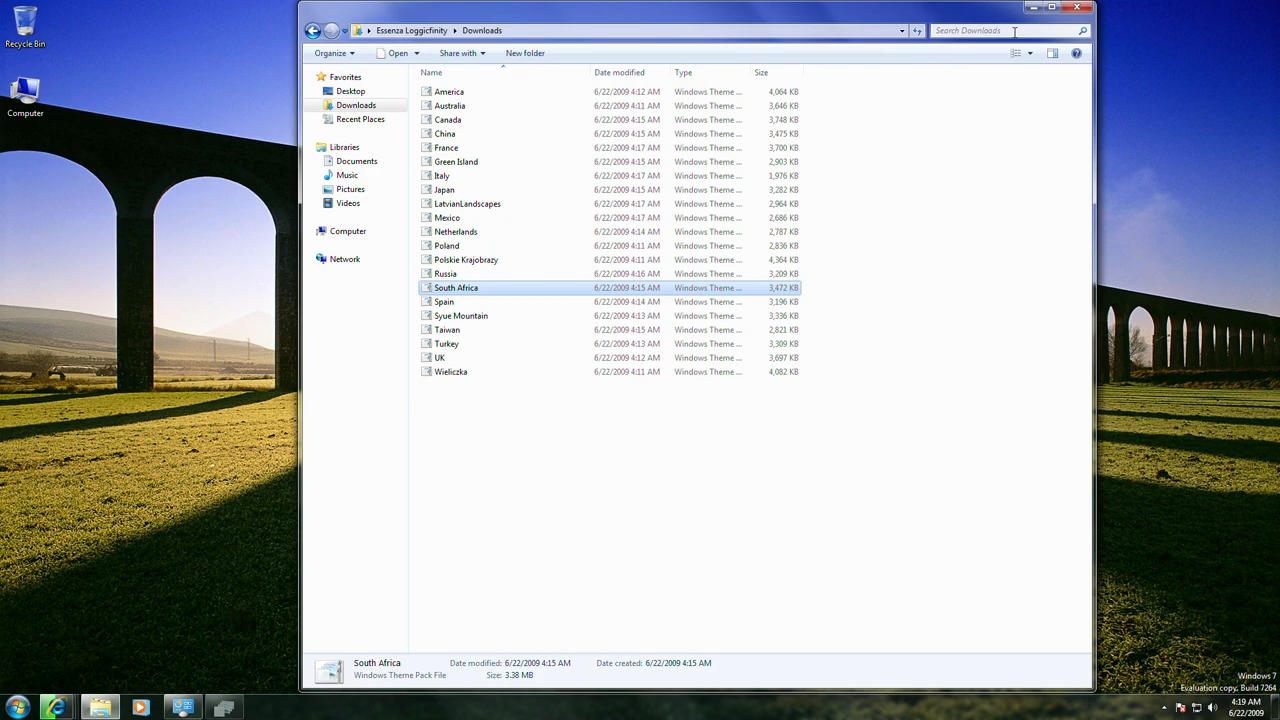 Recycle Bin
Computer
Essenza Loggicfinity
Downloads
Search Downloads
Organize
Open
Share with
New folder
Favorites
Desktop
Downloads
Recent Places
Libraries
Documents
Music
Pictures
Videos
Computer
Network
Name Date modified Type Size
America 6/22/2009 4:12 AM Windows Theme ... 4,064 KB
Australia 6/22/2009 4:11 AM Windows Theme ... 3,646 KB
Canada 6/22/2009 4:15 AM Windows Theme ... 3,748 KB
China 6/22/2009 4:15 AM Windows Theme ... 3,475 KB
France 6/22/2009 4:17 AM Windows Theme ... 3,700 KB
Green Island 6/22/2009 4:15 AM Windows Theme ... 2,903 KB
Italy 6/22/2009 4:17 AM Windows Theme ... 1,976 KB
Japan 6/22/2009 4:15 AM Windows Theme ... 3,282 KB
LatvianLandscapes 6/22/2009 4:17 AM Windows Theme ... 2,964 KB
Mexico 6/22/2009 4:17 AM Windows Theme ... 2,686 KB
Netherlands 6/22/2009 4:14 AM Windows Theme ... 2,787 KB
Poland 6/22/2009 4:11 AM Windows Theme ... 2,836 KB
Polskie Krajobrazy 6/22/2009 4:11 AM Windows Theme ... 4,364 KB
Russia 6/22/2009 4:16 AM Windows Theme ... 3,209 KB
South Africa 6/22/2009 4:15 AM Windows Theme ... 3,472 KB
Spain 6/22/2009 4:14 AM Windows Theme ... 3,196 KB
Syue Mountain 6/22/2009 4:13 AM Windows Theme ... 3,336 KB
Taiwan 6/22/2009 4:15 AM Windows Theme ... 2,821 KB
Turkey 6/22/2009 4:13 AM Windows Theme ... 3,309 KB
UK 6/22/2009 4:12 AM Windows Theme ... 3,697 KB
Wieliczka 6/22/2009 4:11 AM Windows Theme ... 4,082 KB
South Africa Date modified: 6/22/2009 4:15 AM Date created: 6/22/2009 4:15 AM
Windows Theme Pack File Size: 3.38 MB
Windows 7
Evaluation copy. Build 7264
4:19 AM
6/22/2009